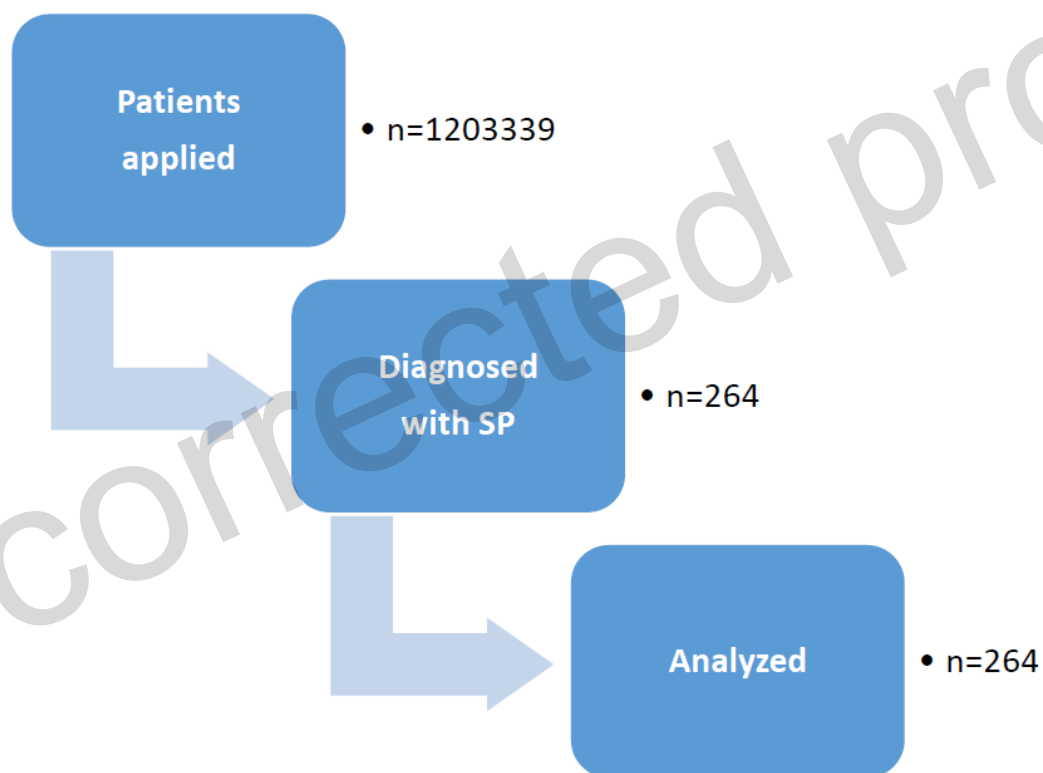 Patients
applied
• n=1203339
Diagnosed
with SP
• n=264
Analyzed
• n=264
corrected pro